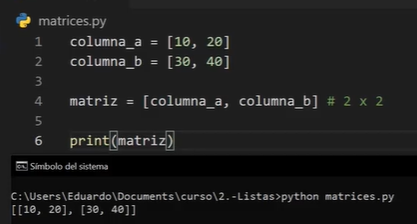 matrices.py
1 columna_a = [10, 20]
2 columna_b = [30, 40]
3
4 matriz = [columna_a, columna_b] # 2 x 2
5
6 print(matriz)
Símbolo del sistema
C:\Users\Eduardo\Documents\curso\2.-Listas>python matrices.py
[[10, 20], [30, 40]]